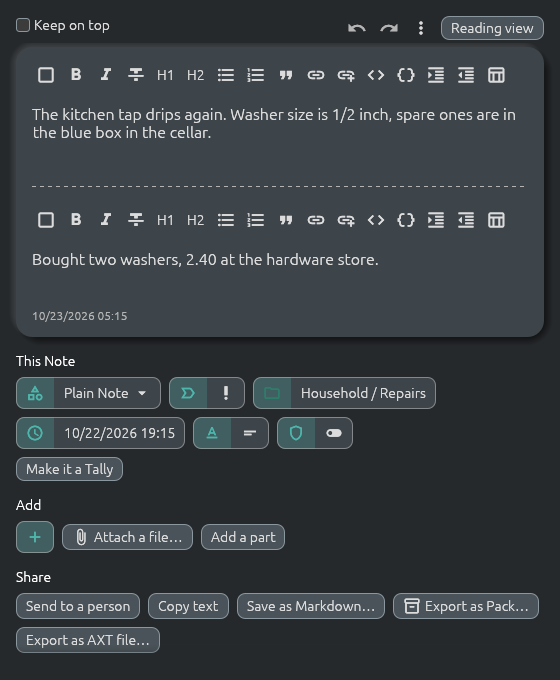 Keep on top
Reading view
B I S H1 H2
The kitchen tap drips again. Washer size is 1/2 inch, spare ones are in
the blue box in the cellar.
B I S H1 H2
Bought two washers, 2.40 at the hardware store.
10/23/2026 05:15
This Note
Plain Note
Household / Repairs
10/22/2026 19:15
Make it a Tally
Add
Attach a file…
Add a part
Share
Send to a person
Copy text
Save as Markdown…
Export as Pack…
Export as AXT file…